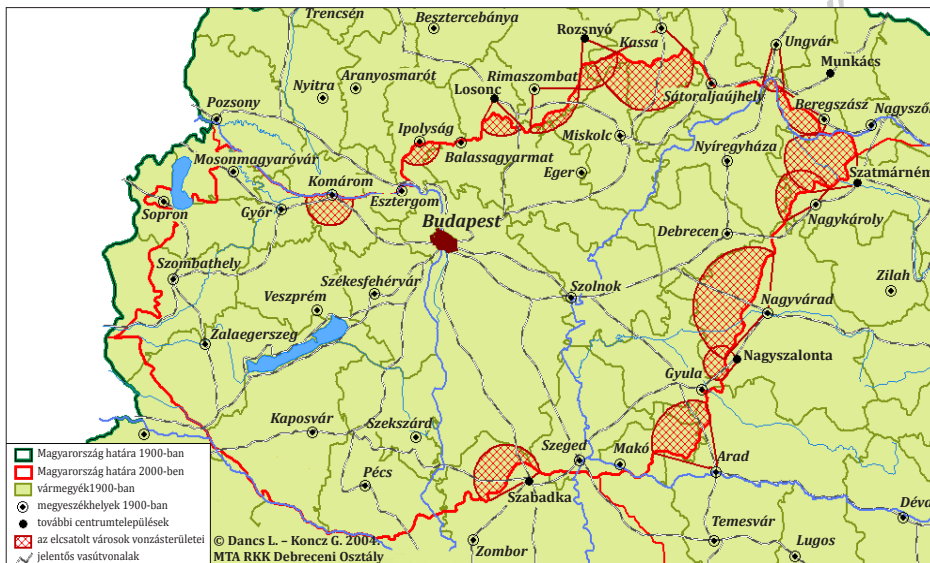 Trencsén
Besztercebánya
Rozsnyó
Kassa
Ungvár
Munkács
Nyitra
Aranyosmarót
Rimaszombat
Losonc
Sátoraljaújhely
Beregszász
Nagyszől
Pozsony
Ipolyság
Miskolc
Balassagyarmat
Nyíregyháza
Mosonmagyaróvár
Komárom
Esztergom
Eger
Szatmárném
Sopron
Győr
Budapest
Debrecen
Nagykároly
Szombathely
Székesfehérvár
Veszprém
Szolnok
Zilah
Nagyvárad
Zalaegerszeg
Nagyszalonta
Gyula
Kaposvár
Szekszárd
Szeged
Makó
Arad
Pécs
Szabadka
Déva
Temesvár
Zombor
Lugos
Magyarország határa 1900-ban
Magyarország határa 2000-ben
vármegyék1900-ban
megyeszékhelyek 1900-ban
további centrumtelepülések
az elcsatolt városok vonzásterületei
jelentős vasútvonalak
© Dancs L. – Koncz G. 2004.
MTA RKK Debreceni Osztály